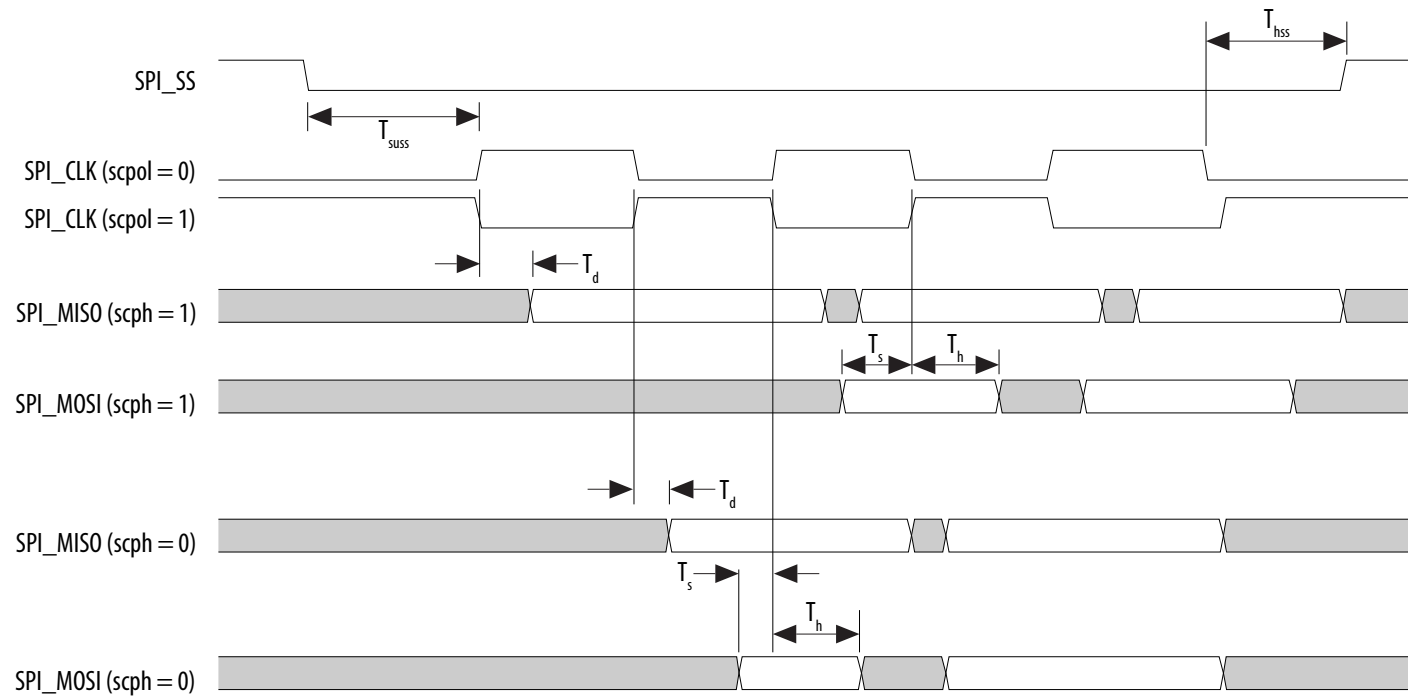 T_hss
SPI_SS
T_suss
SPI_CLK (scpol = 0)
SPI_CLK (scpol = 1)
T_d
SPI_MISO (scph = 1)
T_s T_h
SPI_MOSI (scph = 1)
T_d
SPI_MISO (scph = 0)
T_s
T_h
SPI_MOSI (scph = 0)